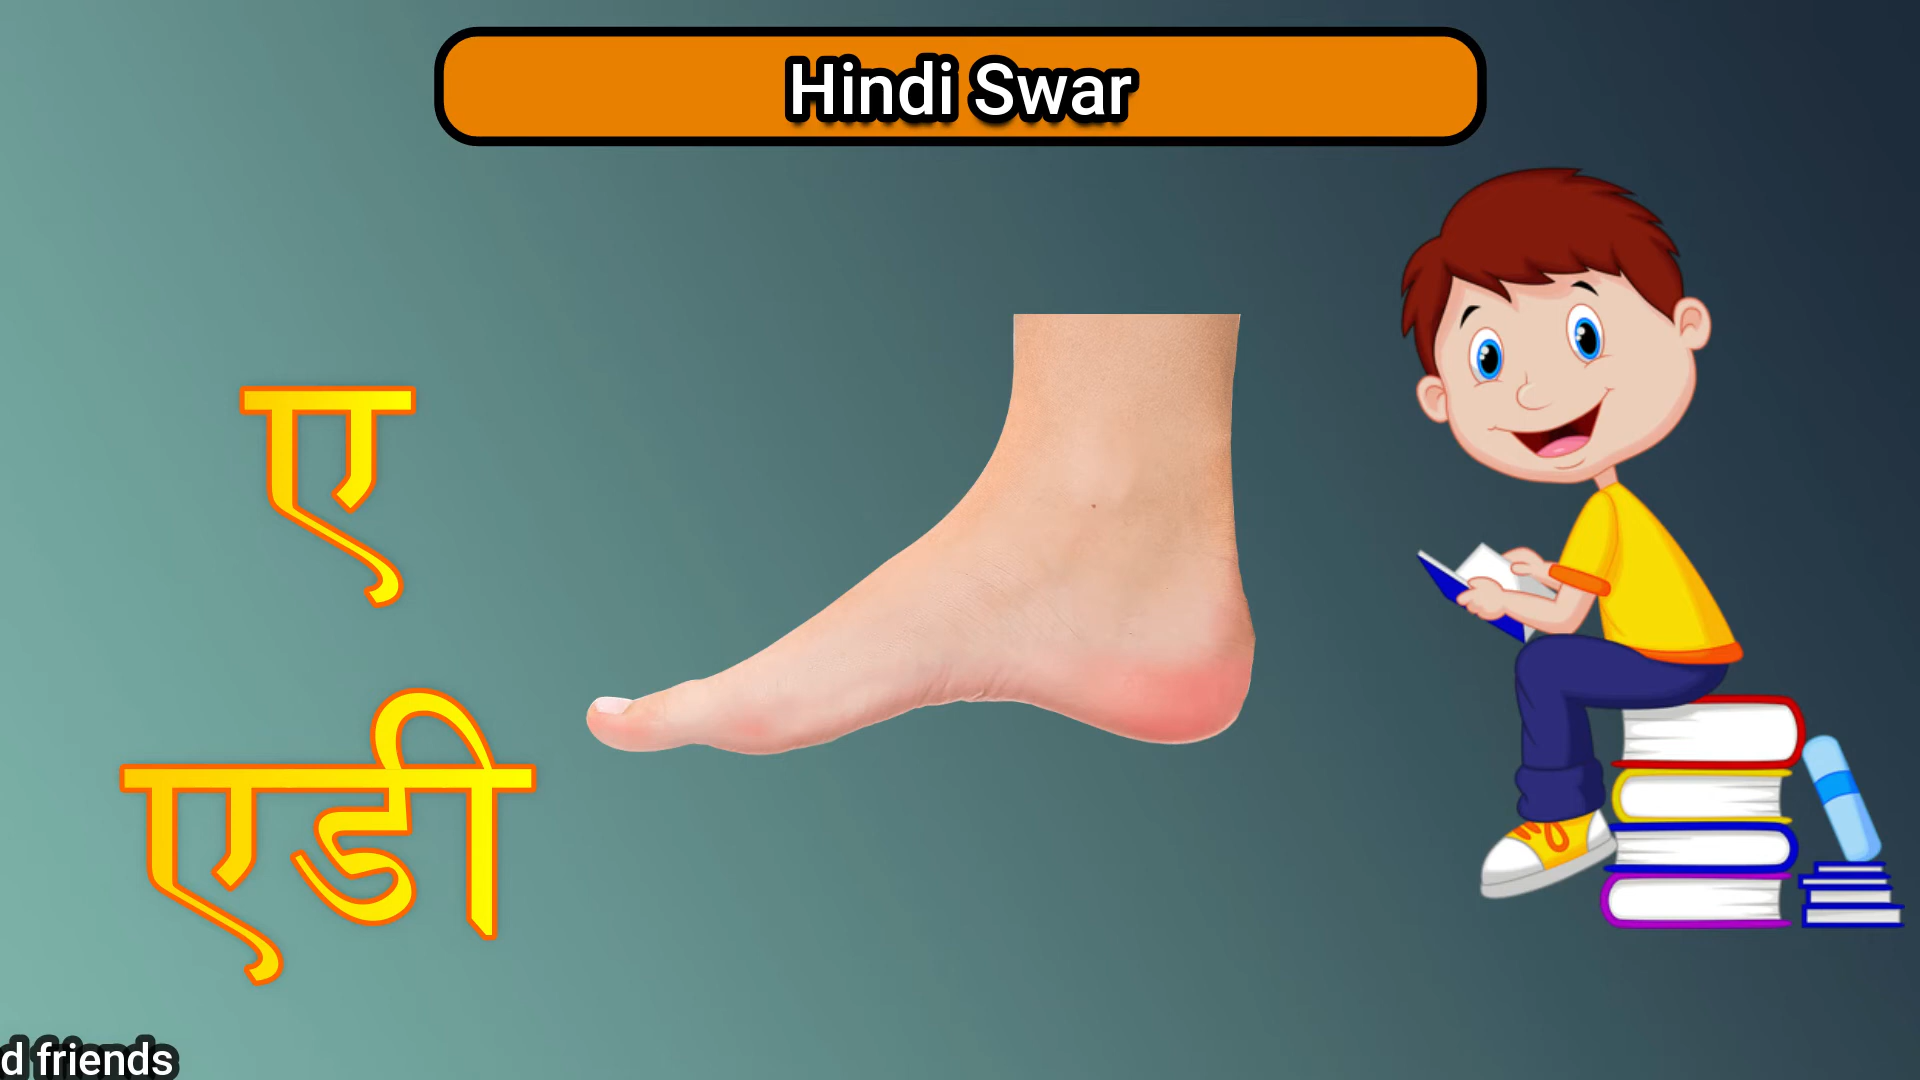 Hindi Swar
ए
एडी
d friends